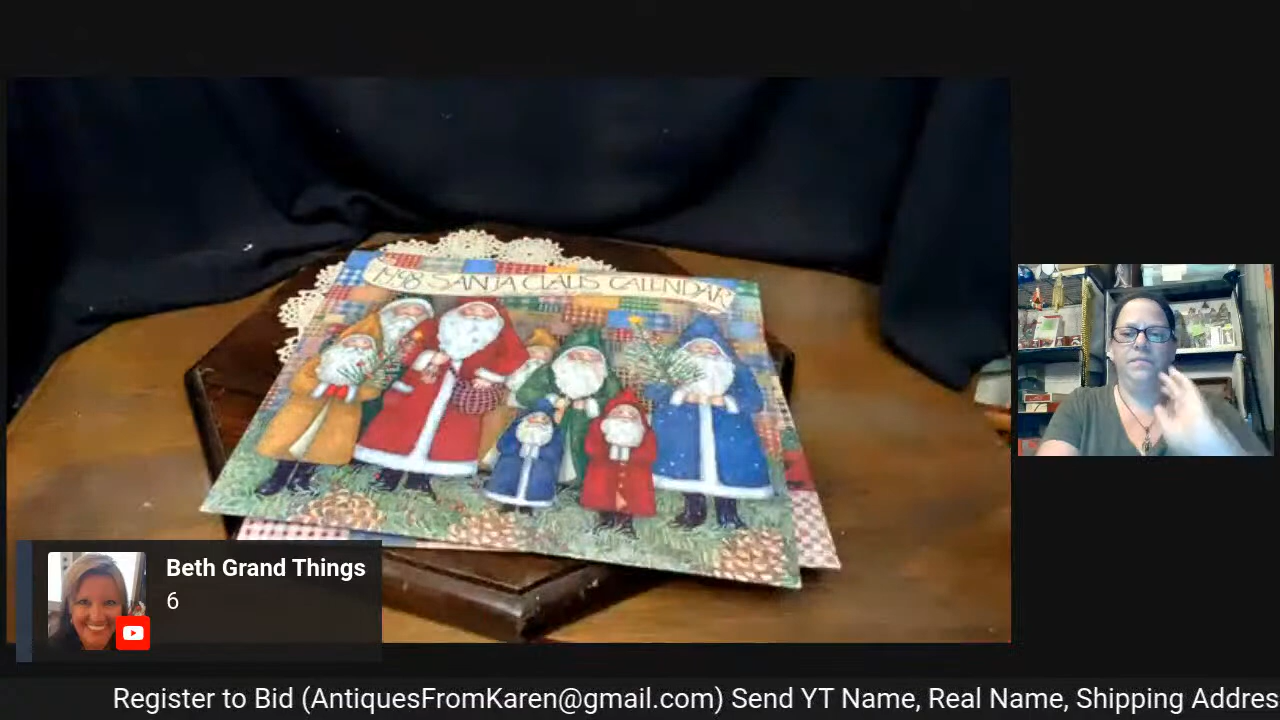 1998 SANTA CLAUS CALENDAR
Beth Grand Things
6
Register to Bid (AntiquesFromKaren@gmail.com) Send YT Name, Real Name, Shipping Addres